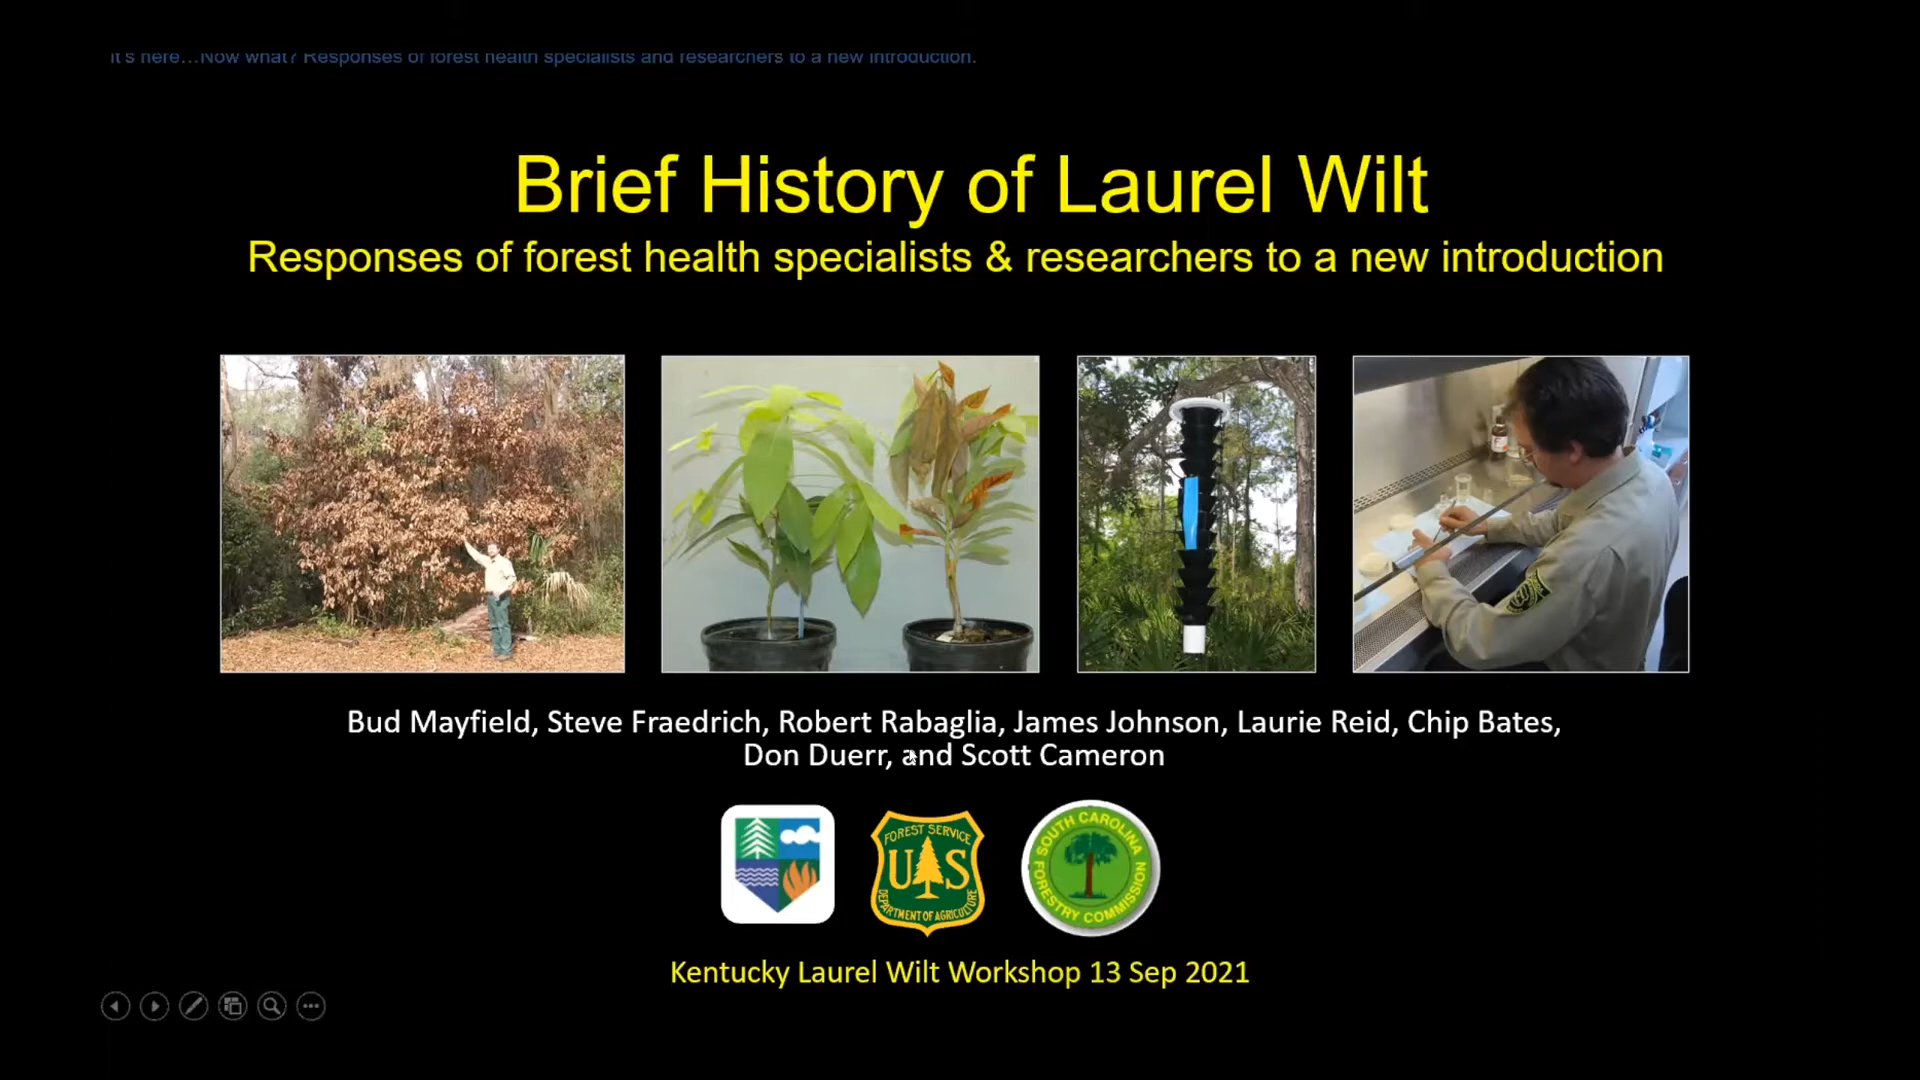 It's here...Now what? Responses of forest health specialists and researchers to a new introduction.
Brief History of Laurel Wilt
Responses of forest health specialists & researchers to a new introduction
Bud Mayfield, Steve Fraedrich, Robert Rabaglia, James Johnson, Laurie Reid, Chip Bates,
Don Duerr, and Scott Cameron
FOREST SERVICE
U S
DEPARTMENT OF AGRICULTURE
SOUTH CAROLINA
FORESTRY COMMISSION
Kentucky Laurel Wilt Workshop 13 Sep 2021